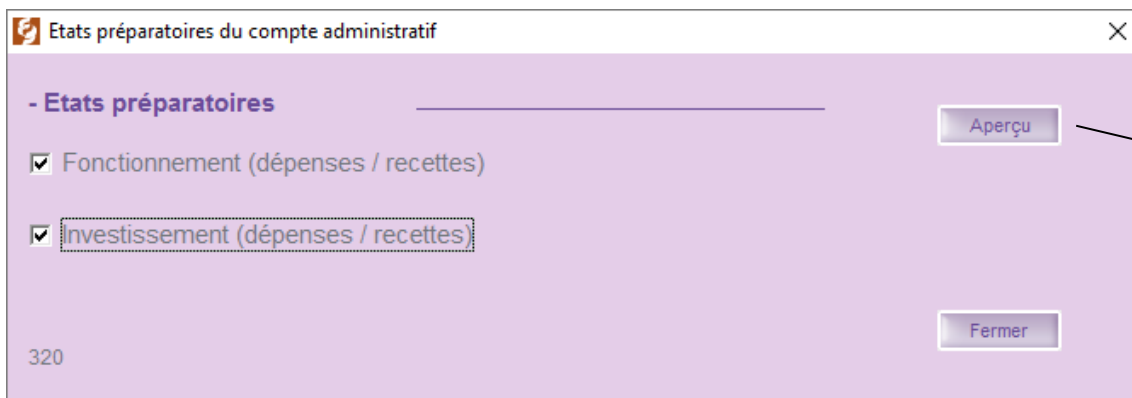 Etats préparatoires du compte administratif
- Etats préparatoires
Aperçu
Fonctionnement (dépenses / recettes)
Investissement (dépenses / recettes)
Fermer
320